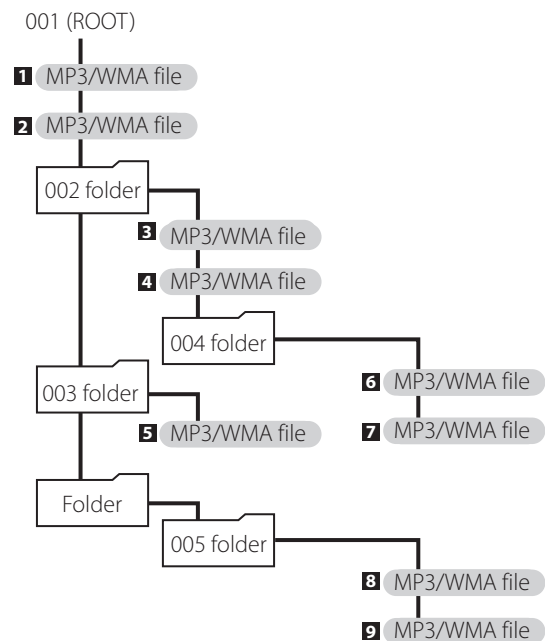 001 (ROOT)
1 MP3/WMA file
2 MP3/WMA file
002 folder
3 MP3/WMA file
4 MP3/WMA file
004 folder
6 MP3/WMA file
003 folder
7 MP3/WMA file
5 MP3/WMA file
Folder
005 folder
8 MP3/WMA file
9 MP3/WMA file